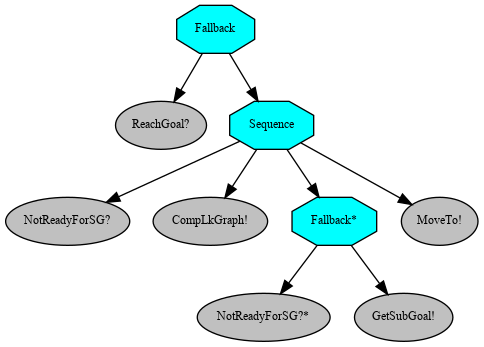 Fallback
ReachGoal?
Sequence
NotReadyForSG?
CompLkGraph!
Fallback*
MoveTo!
NotReadyForSG?*
GetSubGoal!